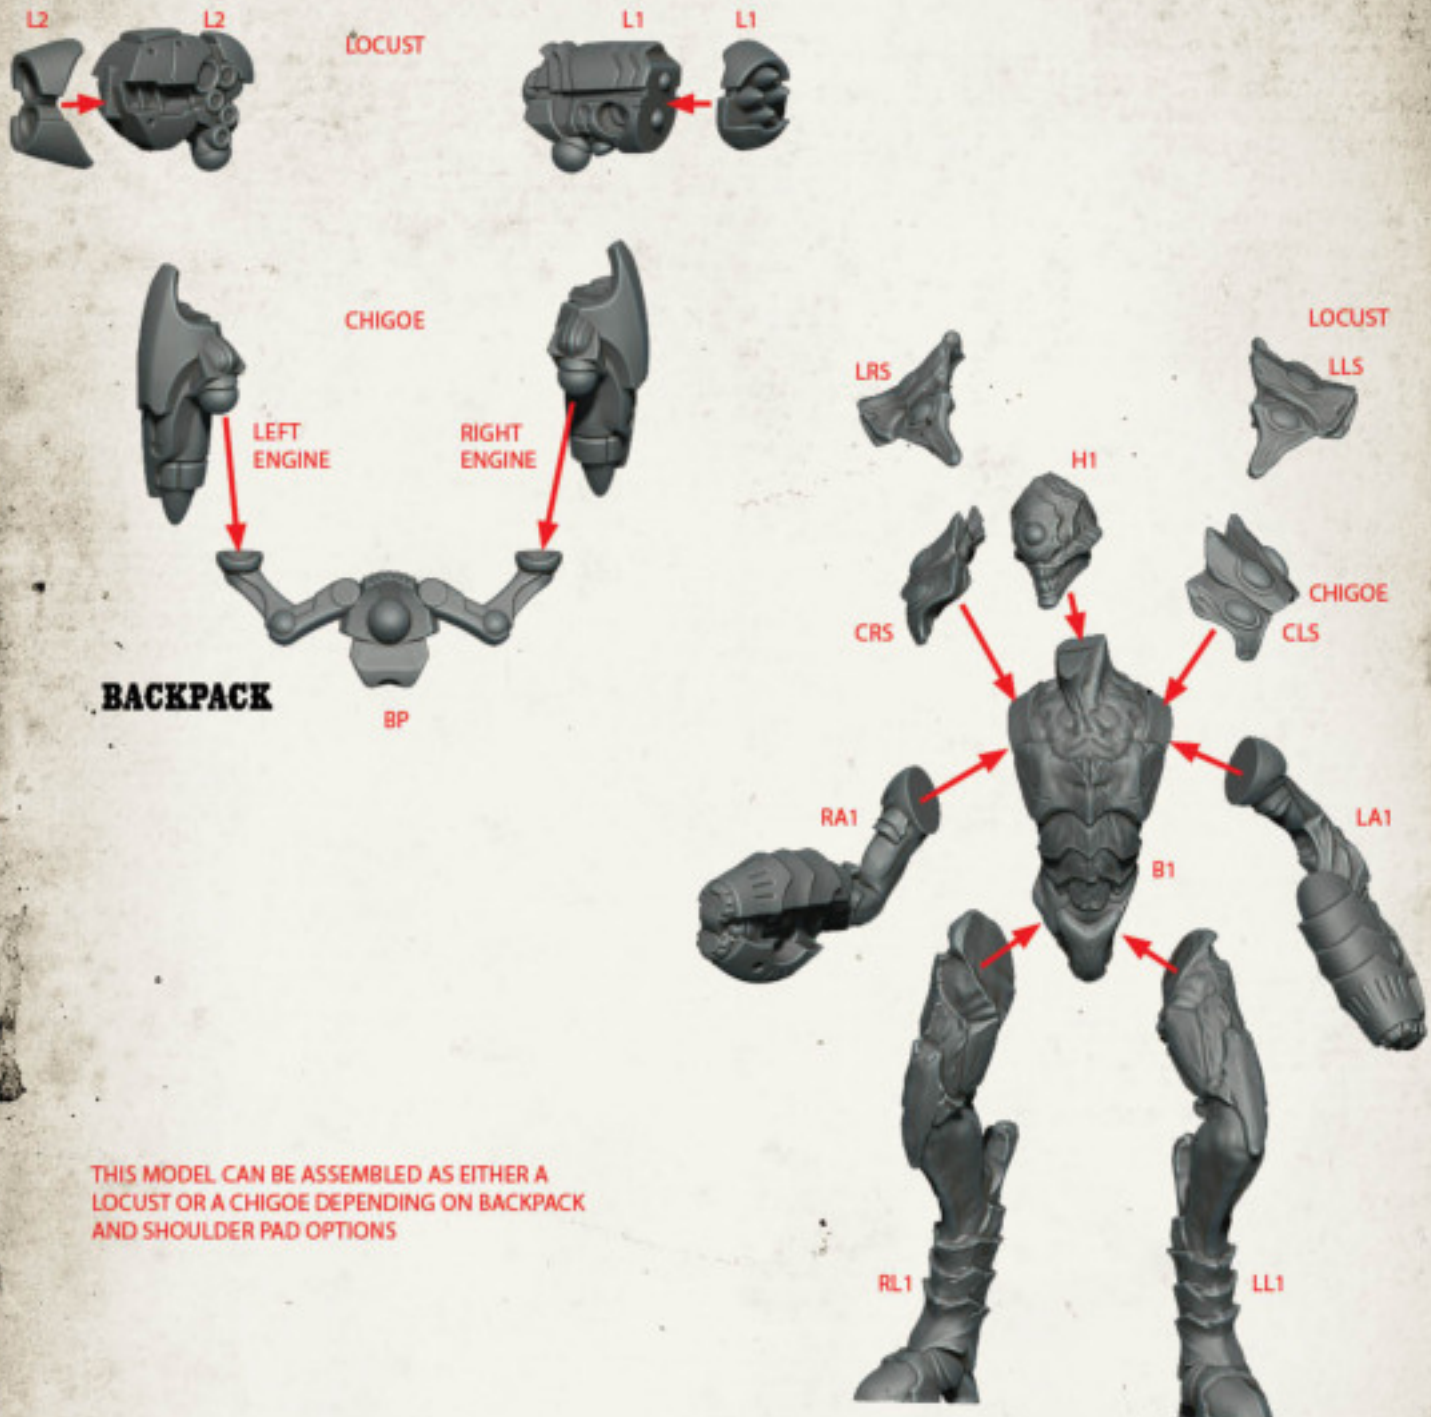 L2
L2
LOCUST
L1
L1
CHIGOE
LEFT
ENGINE
RIGHT
ENGINE
BACKPACK
BP
LOCUST
LRS
LLS
H1
CHIGOE
CRS
CLS
RA1
LA1
B1
THIS MODEL CAN BE ASSEMBLED AS EITHER A
LOCUST OR A CHIGOE DEPENDING ON BACKPACK
AND SHOULDER PAD OPTIONS
RL1
LL1